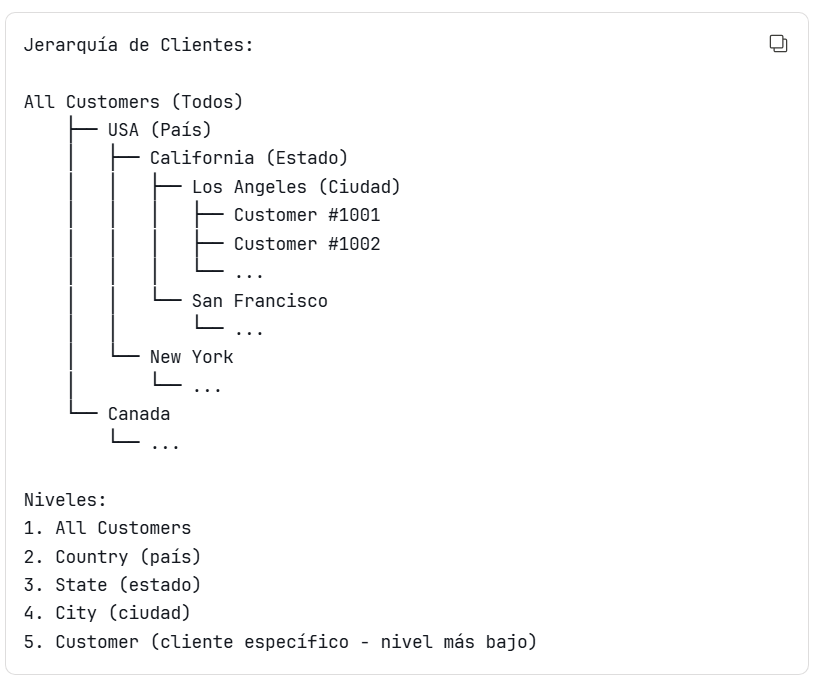 Jerarquía de Clientes:

All Customers (Todos)
    ├── USA (País)
    │   ├── California (Estado)
    │   │   ├── Los Angeles (Ciudad)
    │   │   │   ├── Customer #1001
    │   │   │   ├── Customer #1002
    │   │   │   └── ...
    │   │   └── San Francisco
    │   │       └── ...
    │   └── New York
    │       └── ...
    └── Canada
        └── ...

Niveles:
1. All Customers
2. Country (país)
3. State (estado)
4. City (ciudad)
5. Customer (cliente específico - nivel más bajo)